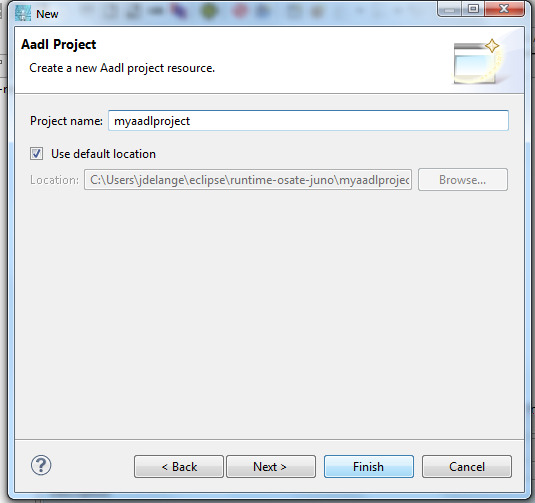 New
Aadl Project
Create a new Aadl project resource.
Project name: myaadlproject
Use default location
Location: C:\Users\jdelange\eclipse\runtime-osate-juno\myaadlprojec Browse...
? < Back Next > Finish Cancel